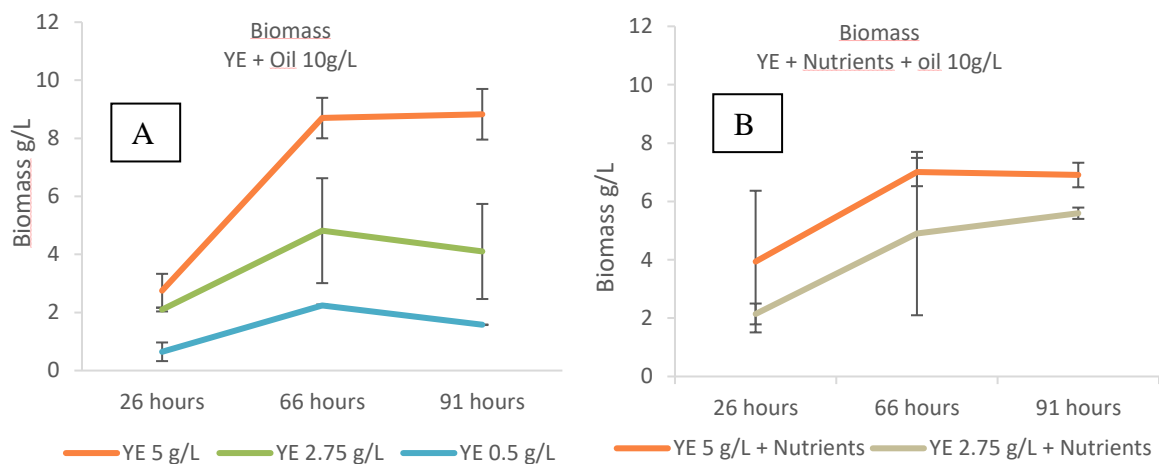 Biomass
YE + Oil 10g/L
A
Biomass g/L
12
10
8
6
4
2
0
26 hours
66 hours
91 hours
YE 5 g/L
YE 2.75 g/L
YE 0.5 g/L
Biomass
YE + Nutrients + oil 10g/L
B
Biomass g/L
12
10
8
6
4
2
0
26 hours
66 hours
91 hours
YE 5 g/L + Nutrients
YE 2.75 g/L + Nutrients